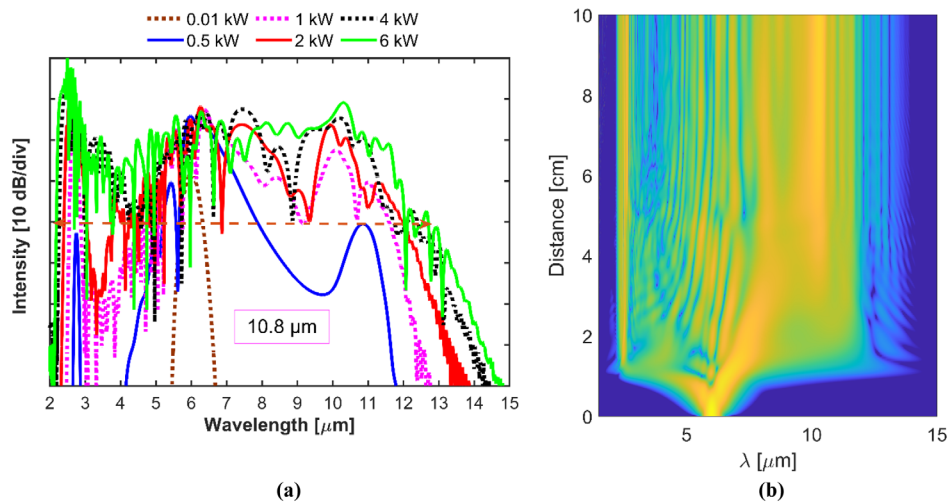 0.01 kW 1 kW 4 kW
0.5 kW 2 kW 6 kW
Intensity [10 dB/div]
10.8 µm
2 3 4 5 6 7 8 9 10 11 12 13 14 15
Wavelength [µm]
(a)
10
8
6
4
2
0
Distance [cm]
5 10 15
λ [µm]
(b)